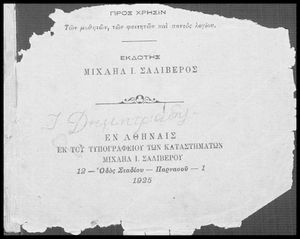 ΠΡΟΣ ΧΡΗΣΙΝ
Τῶν μαθητῶν, τῶν φοιτητῶν καὶ παντὸς λογίου.
ΕΚΔΟΤΗΣ
ΜΙΧΑΗΛ Ι. ΣΑΛΙΒΕΡΟΣ
ΕΝ ΑΘΗΝΑΙΣ
ΕΚ ΤΟΥ ΤΥΠΟΓΡΑΦΕΙΟΥ ΤΩΝ ΚΑΤΑΣΤΗΜΑΤΩΝ
ΜΙΧΑΗΛ Ι. ΣΑΛΙΒΕΡΟΥ
12 — Ὁδὸς Σταδίου — Παρνασοῦ — 1
1925